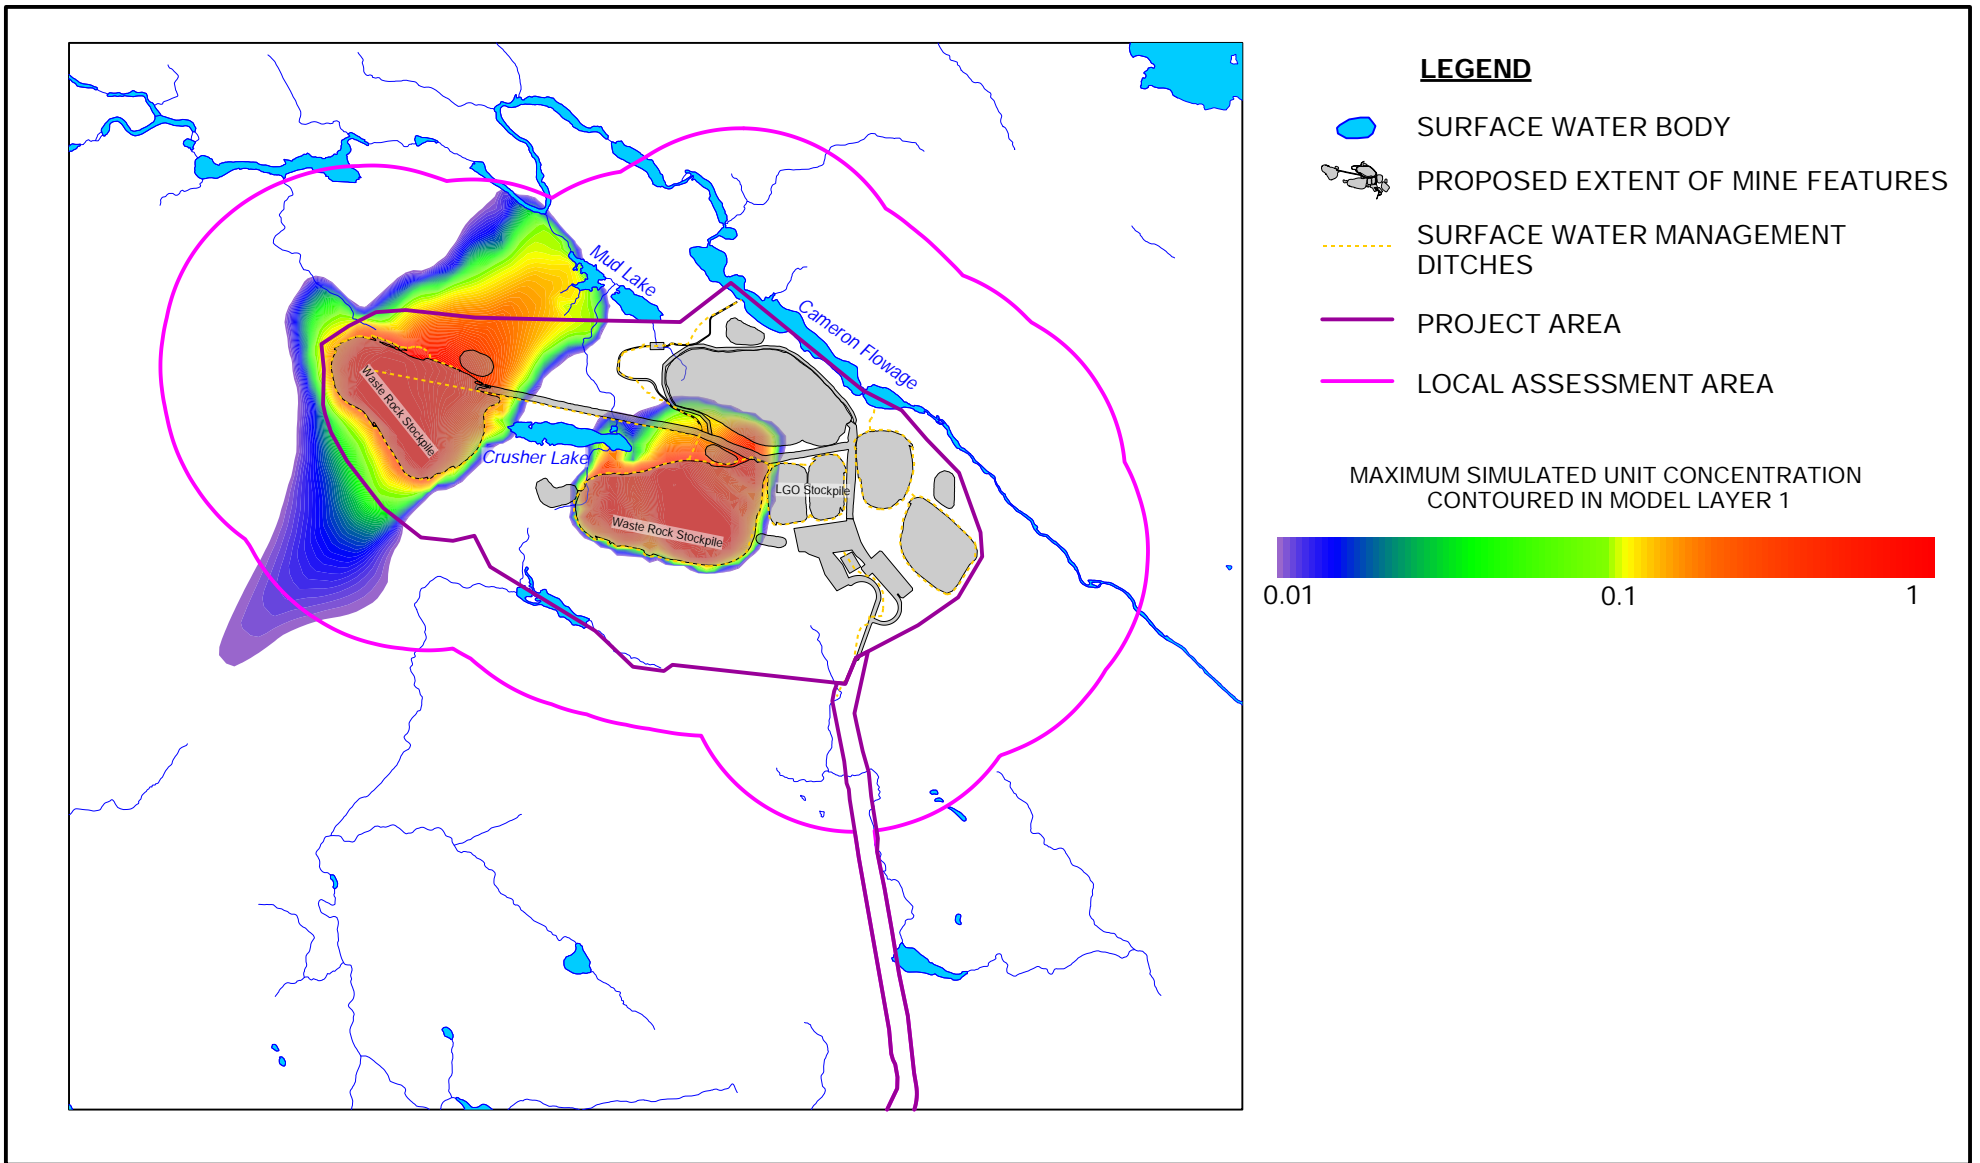 LEGEND
SURFACE WATER BODY
PROPOSED EXTENT OF MINE FEATURES
SURFACE WATER MANAGEMENT
DITCHES
PROJECT AREA
LOCAL ASSESSMENT AREA
MAXIMUM SIMULATED UNIT CONCENTRATION
CONTOURED IN MODEL LAYER 1
0.01
0.1
1
Mud Lake
Cameron Flowage
Waste Rock Stockpile
Crusher Lake
LGO Stockpile
Waste Rock Stockpile